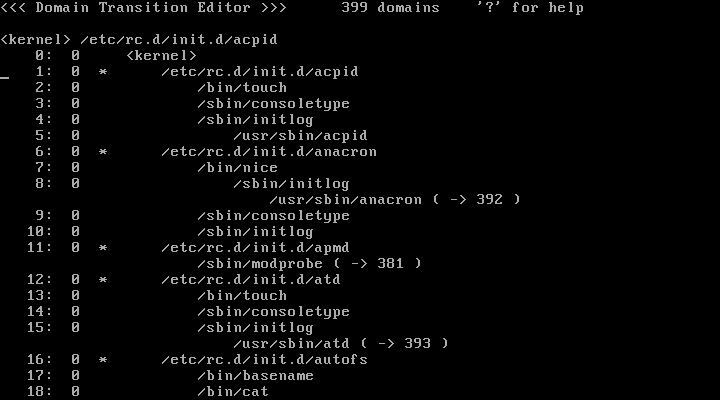 <<< Domain Transition Editor >>>      399 domains    '?' for help

<kernel> /etc/rc.d/init.d/acpid
    0:  0     <kernel>
    1:  0  *      /etc/rc.d/init.d/acpid
    2:  0             /bin/touch
    3:  0             /sbin/consoletype
    4:  0             /sbin/initlog
    5:  0                 /usr/sbin/acpid
    6:  0  *      /etc/rc.d/init.d/anacron
    7:  0             /bin/nice
    8:  0                 /sbin/initlog
                              /usr/sbin/anacron ( -> 392 )
    9:  0             /sbin/consoletype
   10:  0             /sbin/initlog
   11:  0  *      /etc/rc.d/init.d/apmd
                      /sbin/modprobe ( -> 381 )
   12:  0  *      /etc/rc.d/init.d/atd
   13:  0             /bin/touch
   14:  0             /sbin/consoletype
   15:  0             /sbin/initlog
                          /usr/sbin/atd ( -> 393 )
   16:  0  *      /etc/rc.d/init.d/autofs
   17:  0             /bin/basename
   18:  0             /bin/cat